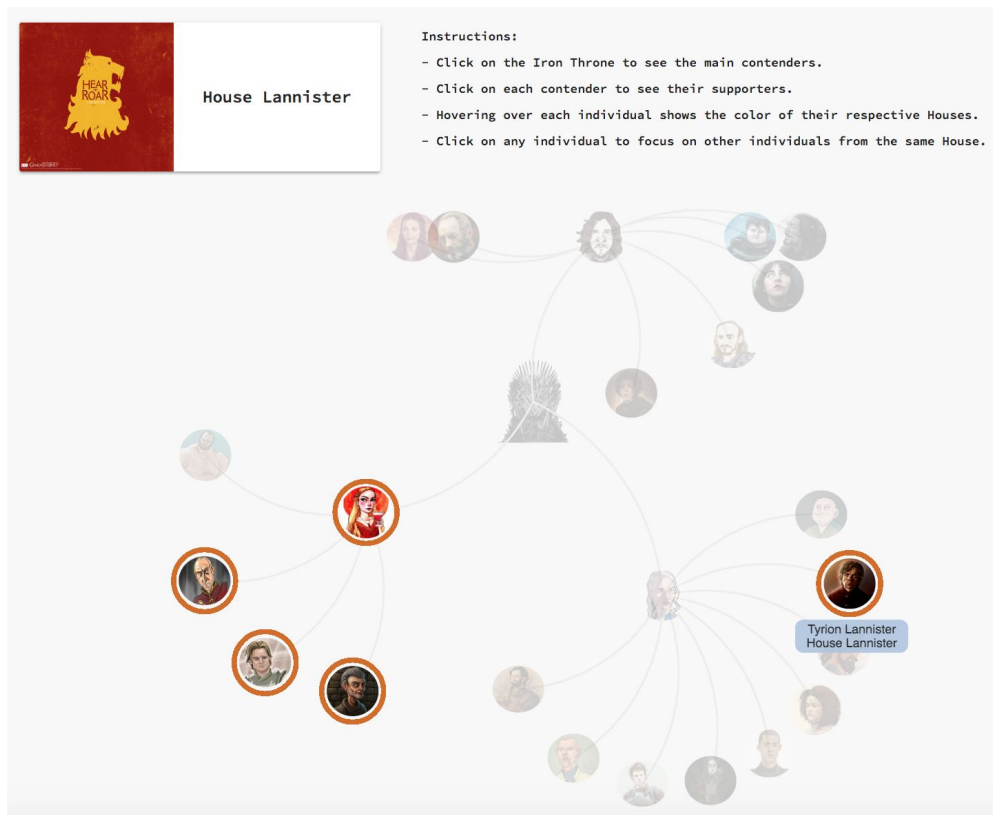 HEAR
ROAR
House Lannister
Instructions:
- Click on the Iron Throne to see the main contenders.
- Click on each contender to see their supporters.
- Hovering over each individual shows the color of their respective Houses.
- Click on any individual to focus on other individuals from the same House.
Tyrion Lannister
House Lannister